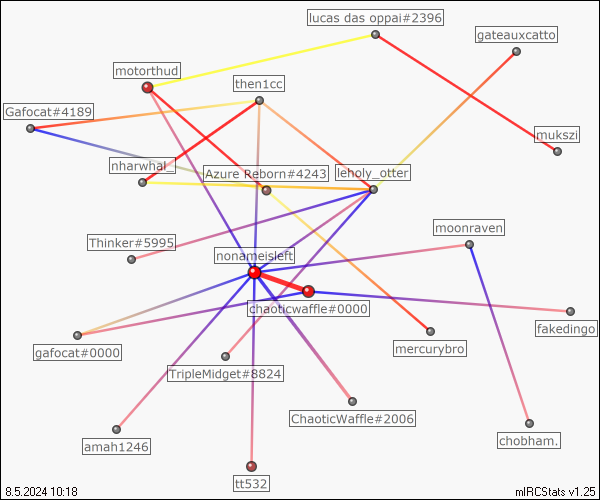 lucas das oppai#2396
gateauxcatto
motorthud
then1cc
Gafocat#4189
mukszi
nharwhal_
Azure Reborn#4243
leholy_otter
moonraven
Thinker#5995
nonameisleft
chaoticwaffle#0000
fakedingo
gafocat#0000
mercurybro
TripleMidget#8824
ChaoticWaffle#2006
amah1246
chobham.
tt532
8.5.2024 10:18
mIRCStats v1.25